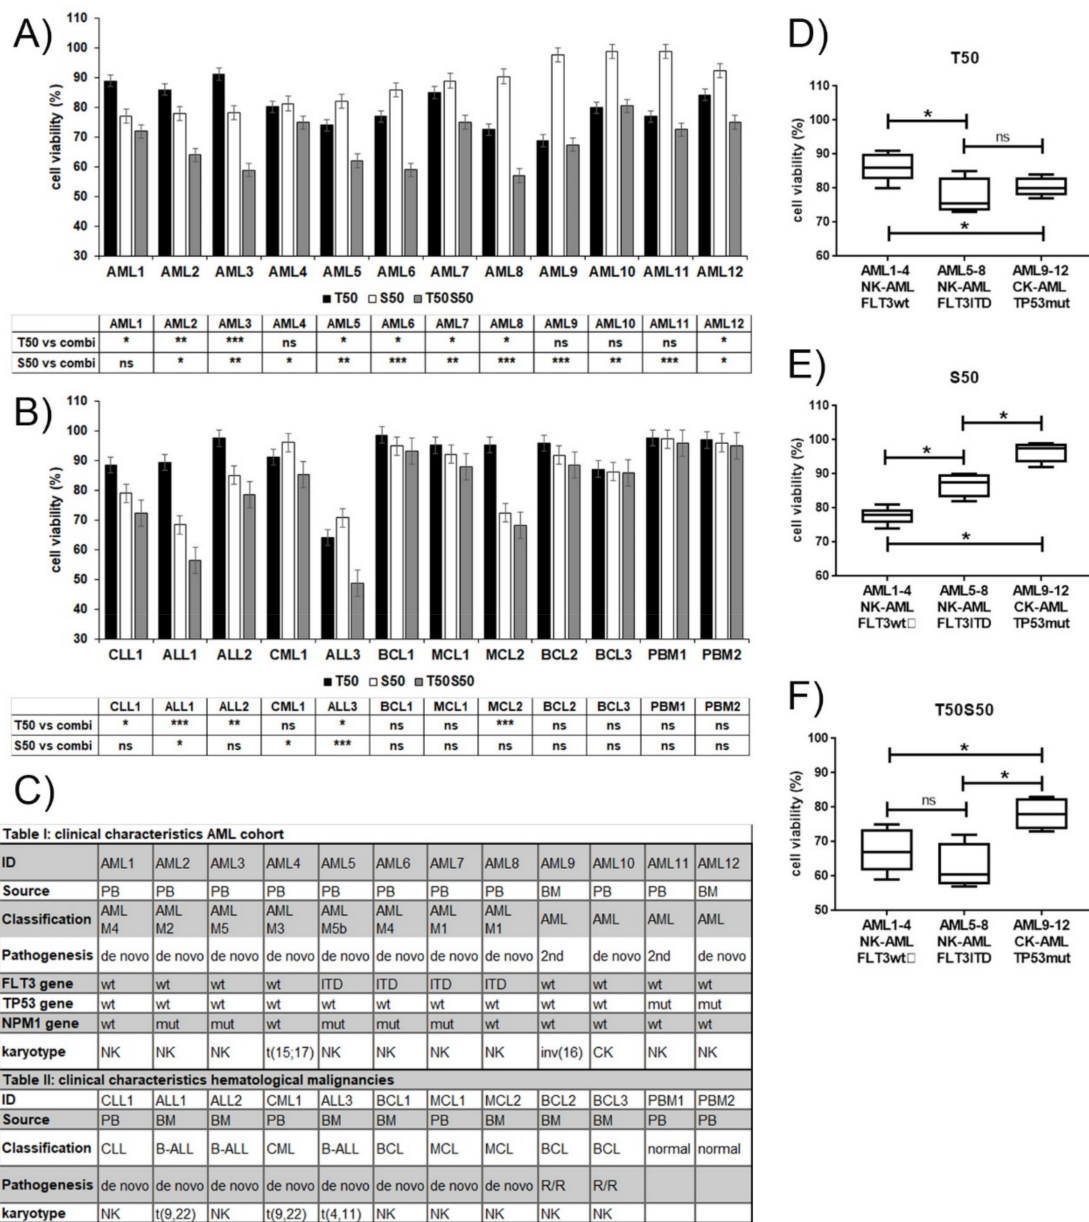 A)
110
100
90
80
70
60
50
40
30
cell viability (%)
AML1 AML2 AML3 AML4 AML5 AML6 AML7 AML8 AML9 AML10 AML11 AML12
T50 S50 T50S50
AML1 AML2 AML3 AML4 AML5 AML6 AML7 AML8 AML9 AML10 AML11 AML12
T50 vs combi * ** *** ns * * * * ns ns ns *
S50 vs combi ns * ** * ** *** ** *** *** ** *** *
B)
110
100
90
80
70
60
50
40
30
cell viability (%)
CLL1 ALL1 ALL2 CML1 ALL3 BCL1 MCL1 MCL2 BCL2 BCL3 PBM1 PBM2
T50 S50 T50S50
CLL1 ALL1 ALL2 CML1 ALL3 BCL1 MCL1 MCL2 BCL2 BCL3 PBM1 PBM2
T50 vs combi * *** ** ns * ns ns *** ns ns ns ns
S50 vs combi ns * ns * *** ns ns ns ns ns ns ns
C)
Table I: clinical characteristics AML cohort
ID AML1 AML2 AML3 AML4 AML5 AML6 AML7 AML8 AML9 AML10 AML11 AML12
Source PB PB PB PB PB PB PB PB BM PB PB BM
Classification AML M4 AML M2 AML M5 AML M3 AML M5b AML M4 AML M1 AML M1 AML AML AML AML
Pathogenesis de novo de novo de novo de novo de novo de novo de novo de novo 2nd de novo 2nd de novo
FLT3 gene wt wt wt wt ITD ITD ITD ITD wt wt wt wt
TP53 gene wt wt wt wt wt wt wt wt wt wt mut mut
NPM1 gene wt mut mut wt mut mut mut wt wt wt wt wt
karyotype NK NK NK t(15;17) NK NK NK NK inv(16) CK NK NK
Table II: clinical characteristics hematological malignancies
ID CLL1 ALL1 ALL2 CML1 ALL3 BCL1 MCL1 MCL2 BCL2 BCL3 PBM1 PBM2
Source PB BM BM PB BM BM PB BM BM BM PB PB
Classification CLL B-ALL B-ALL CML B-ALL BCL MCL MCL BCL BCL normal normal
Pathogenesis de novo de novo de novo de novo de novo de novo de novo de novo R/R R/R
karyotype NK t(9,22) NK t(9,22) t(4,11) NK NK NK NK NK
D)
T50
110
100
90
80
70
60
cell viability (%)
*
ns
*
AML1-4 AML5-8 AML9-12
NK-AML NK-AML CK-AML
FLT3wt FLT3ITD TP53mut
E)
S50
110
100
90
80
70
60
cell viability (%)
*
*
*
AML1-4 AML5-8 AML9-12
NK-AML NK-AML CK-AML
FLT3wt□ FLT3ITD TP53mut
F)
T50S50
100
90
80
70
60
50
cell viability (%)
*
*
ns
AML1-4 AML5-8 AML9-12
NK-AML NK-AML CK-AML
FLT3wt□ FLT3ITD TP53mut